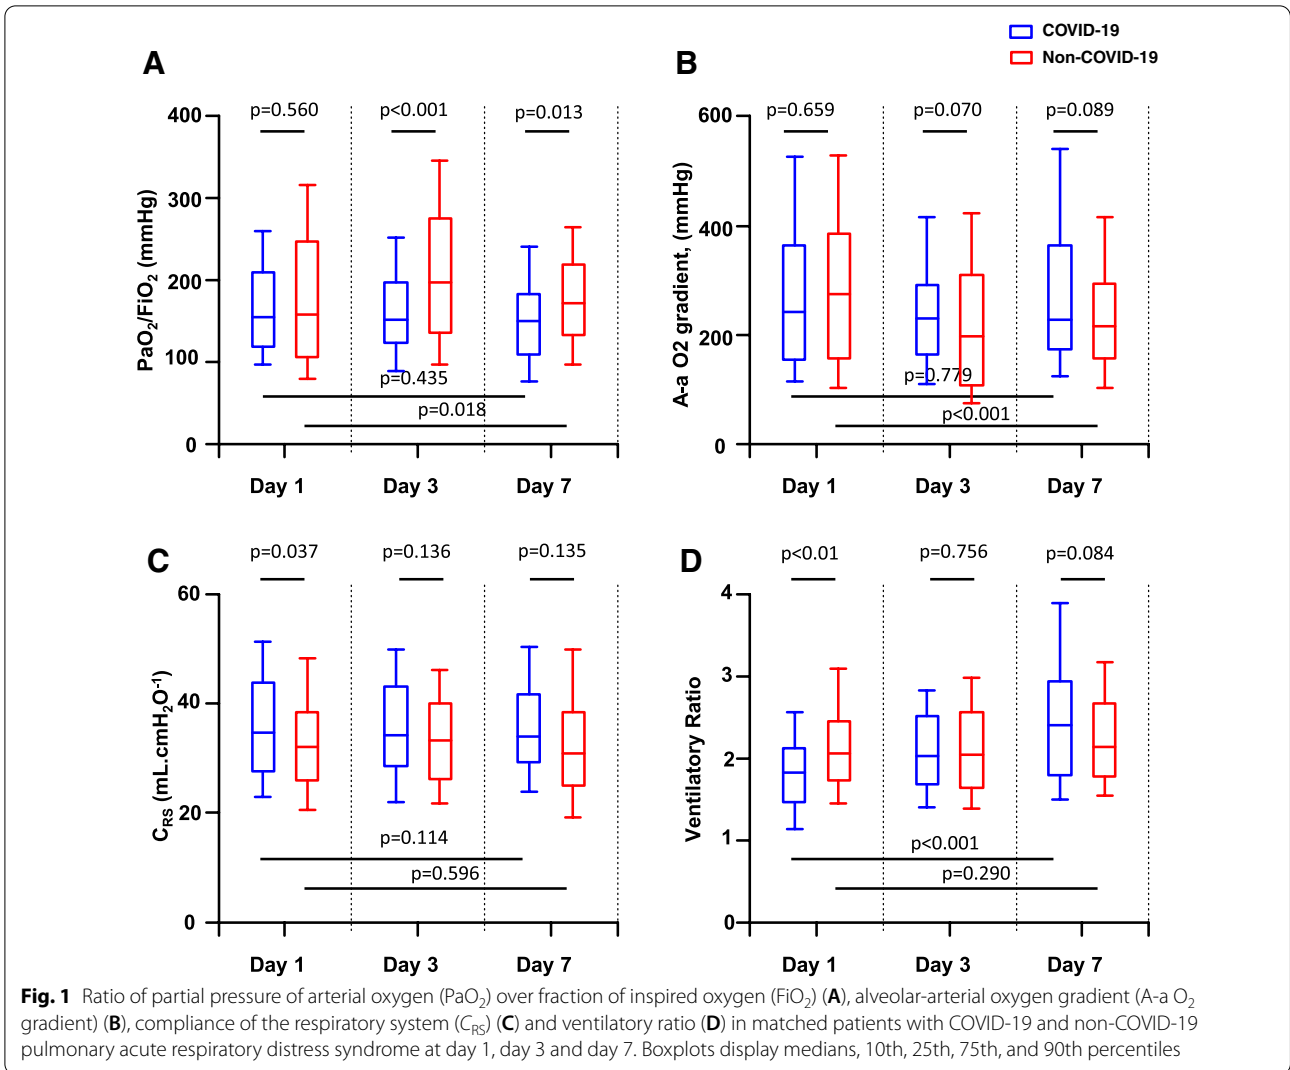 COVID-19
Non-COVID-19
A
p=0.560
p<0.001
p=0.013
400
300
200
100
0
PaO2/FiO2 (mmHg)
p=0.435
p=0.018
Day 1
Day 3
Day 7
B
p=0.659
p=0.070
p=0.089
600
400
200
0
A-a O2 gradient, (mmHg)
p=0.779
p<0.001
Day 1
Day 3
Day 7
C
p=0.037
p=0.136
p=0.135
60
40
20
0
CRS (mL.cmH2O-1)
p=0.114
p=0.596
Day 1
Day 3
Day 7
D
p<0.01
p=0.756
p=0.084
4
3
2
1
0
Ventilatory Ratio
p<0.001
p=0.290
Day 1
Day 3
Day 7
Fig. 1 Ratio of partial pressure of arterial oxygen (PaO2) over fraction of inspired oxygen (FiO2) (A), alveolar-arterial oxygen gradient (A-a O2
gradient) (B), compliance of the respiratory system (CRS) (C) and ventilatory ratio (D) in matched patients with COVID-19 and non-COVID-19
pulmonary acute respiratory distress syndrome at day 1, day 3 and day 7. Boxplots display medians, 10th, 25th, 75th, and 90th percentiles